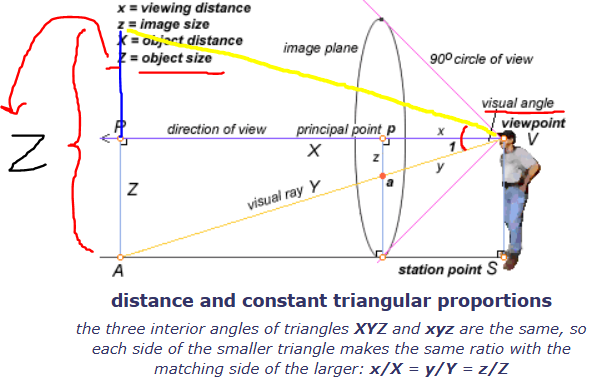 x = viewing distance
z = image size
X = object distance
Z = object size
image plane
90º circle of view
visual angle
viewpoint
P
direction of view
principal point p
x
V
X
1
z
y
Z
Z
visual ray Y
a
A
station point S
distance and constant triangular proportions
the three interior angles of triangles XYZ and xyz are the same, so
each side of the smaller triangle makes the same ratio with the
matching side of the larger: x/X = y/Y = z/Z